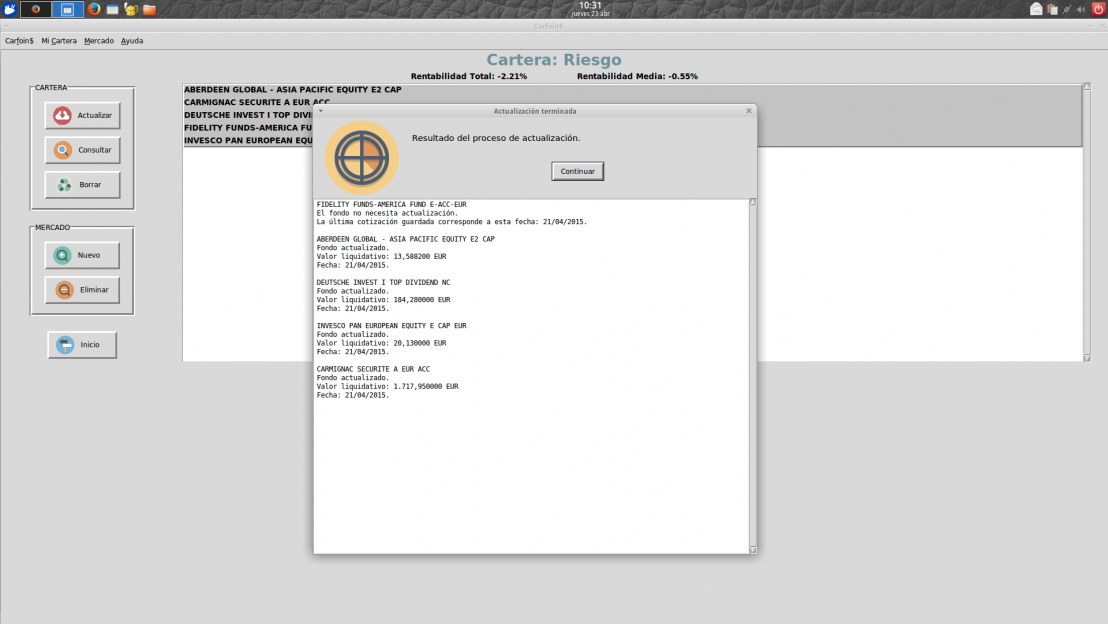 10:31
jueves 23 abr
Carfoin$
Carfoin$ Mi Cartera Mercado Ayuda
Cartera: Riesgo
Rentabilidad Total: -2.21% Rentabilidad Media: -0.55%
CARTERA
Actualizar
Consultar
Borrar
MERCADO
Nuevo
Eliminar
Inicio
ABERDEEN GLOBAL - ASIA PACIFIC EQUITY E2 CAP
CARMIGNAC SECURITE A EUR ACC
DEUTSCHE INVEST I TOP DIVI
FIDELITY FUNDS-AMERICA FU
INVESCO PAN EUROPEAN EQU
Actualización terminada
Resultado del proceso de actualización.
Continuar
FIDELITY FUNDS-AMERICA FUND E-ACC-EUR
El fondo no necesita actualización.
La última cotización guardada corresponde a esta fecha: 21/04/2015.
ABERDEEN GLOBAL - ASIA PACIFIC EQUITY E2 CAP
Fondo actualizado.
Valor liquidativo: 13,588200 EUR
Fecha: 21/04/2015.
DEUTSCHE INVEST I TOP DIVIDEND NC
Fondo actualizado.
Valor liquidativo: 184,280000 EUR
Fecha: 21/04/2015.
INVESCO PAN EUROPEAN EQUITY E CAP EUR
Fondo actualizado.
Valor liquidativo: 20,130000 EUR
Fecha: 21/04/2015.
CARMIGNAC SECURITE A EUR ACC
Fondo actualizado.
Valor liquidativo: 1.717,950000 EUR
Fecha: 21/04/2015.